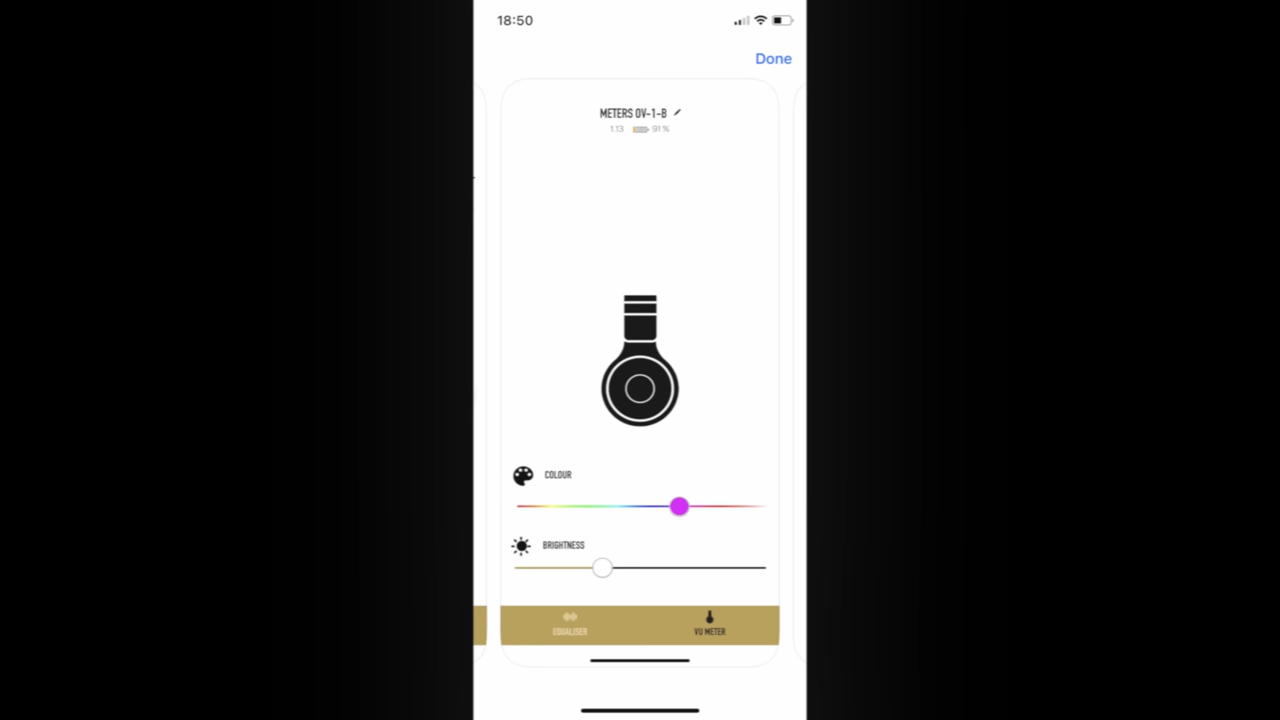 18:50
Done
METERS OV-1-B
1.13 91%
COLOUR
BRIGHTNESS
EQUALISER
VU METER